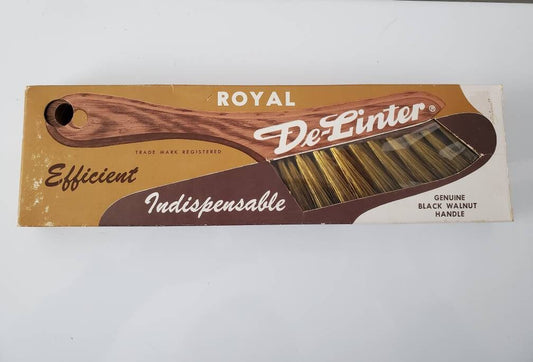 ROYAL
De-Linter®
TRADE MARK REGISTERED
Efficient
Indispensable
GENUINE
BLACK WALNUT
HANDLE